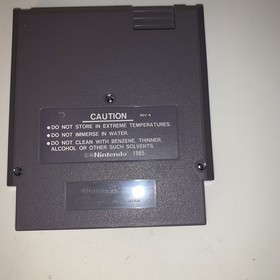 CAUTION
REV-A
•DO NOT STORE IN EXTREME TEMPERATURES.
•DO NOT IMMERSE IN WATER.
•DO NOT CLEAN WITH BENZENE, THINNER,
ALCOHOL OR OTHER SUCH SOLVENTS.
©®Nintendo 1985